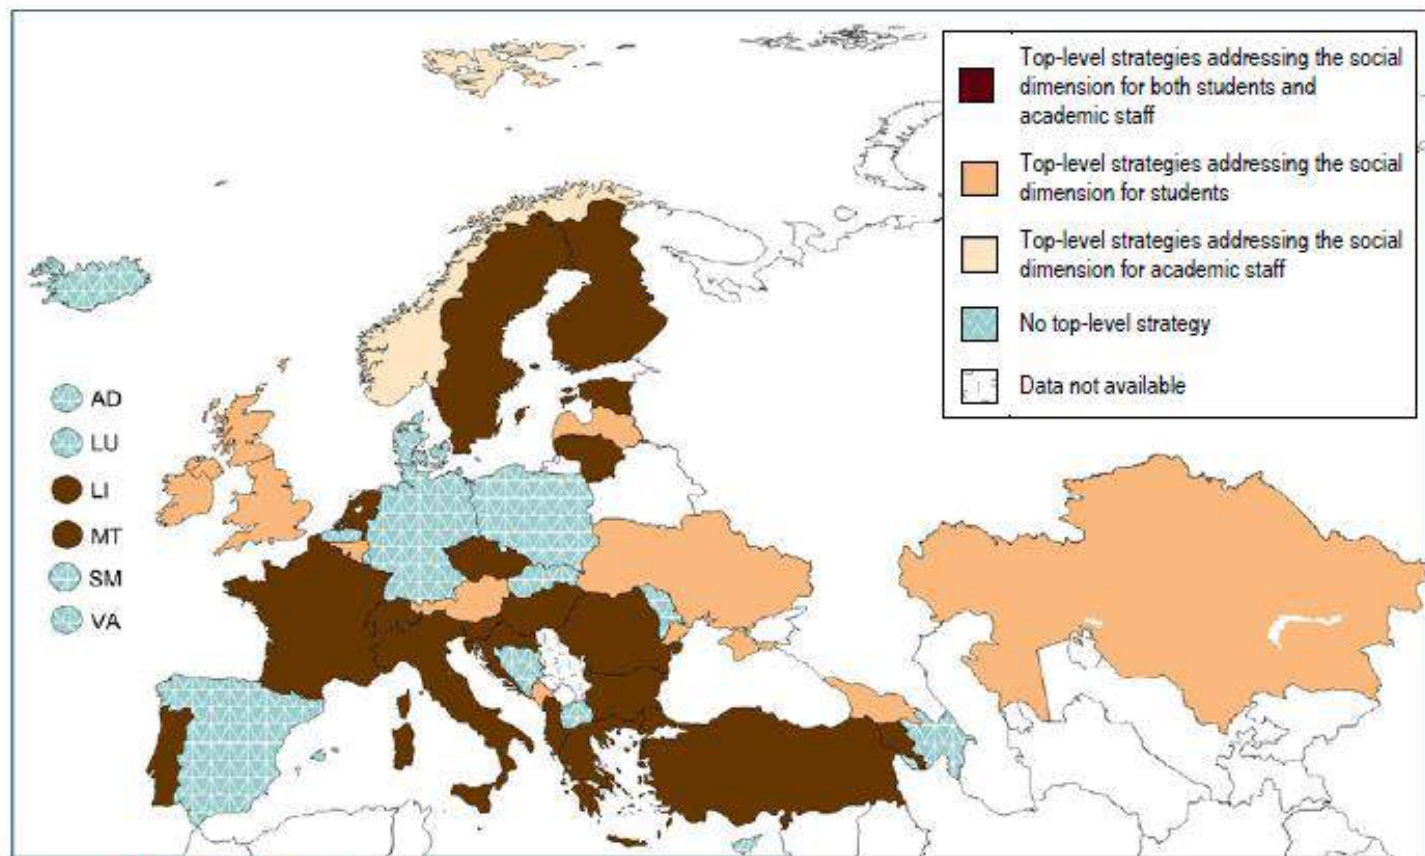 Top-level strategies addressing the social
dimension for both students and
academic staff
Top-level strategies addressing the social
dimension for students
Top-level strategies addressing the social
dimension for academic staff
No top-level strategy
Data not available
AD
LU
LI
MT
SM
VA